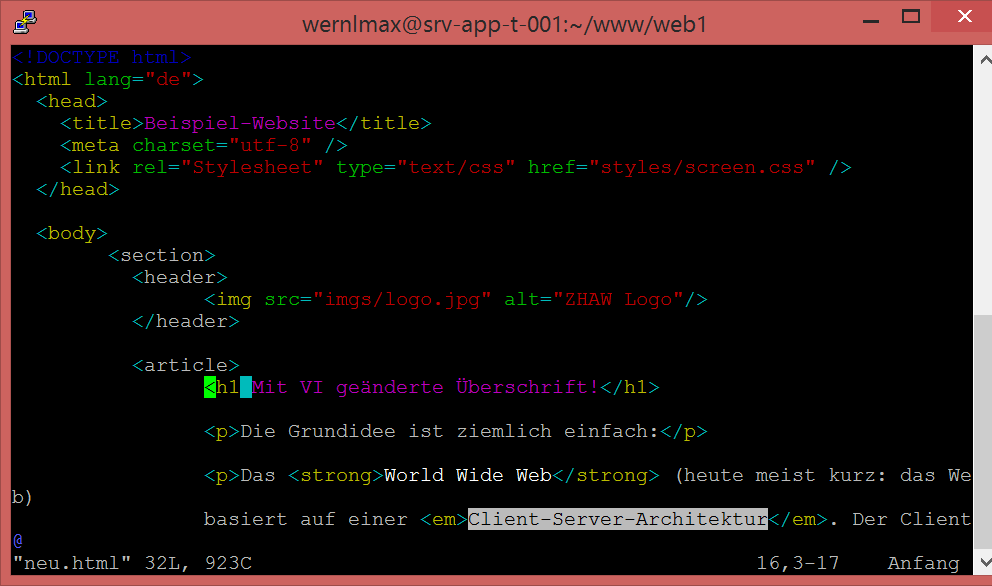 wernlmax@srv-app-t-001:~/www/web1
<!DOCTYPE html>
<html lang="de">
<head>
<title>Beispiel-Website</title>
<meta charset="utf-8" />
<link rel="Stylesheet" type="text/css" href="styles/screen.css" />
</head>
<body>
<section>
<header>
<img src="imgs/logo.jpg" alt="ZHAW Logo"/>
</header>
<article>
<h1>Mit VI geänderte Überschrift!</h1>
<p>Die Grundidee ist ziemlich einfach:</p>
<p>Das <strong>World Wide Web</strong> (heute meist kurz: das We
b)
basiert auf einer <em>Client-Server-Architektur</em>. Der Client
@
"neu.html" 32L, 923C 16,3-17 Anfang